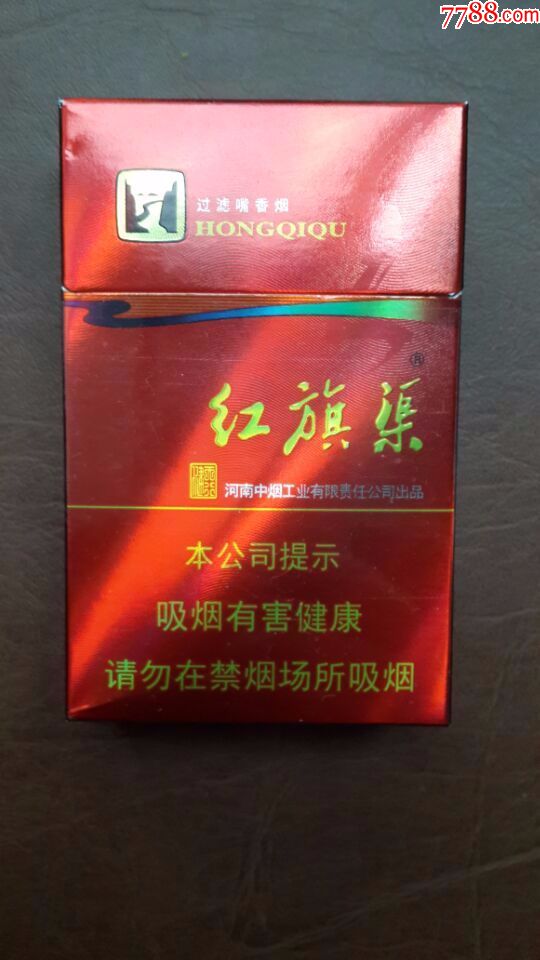 7788.com
过滤嘴香烟
HONGQIQU
®
红旗渠
河南中烟工业有限责任公司出品
本公司提示
吸烟有害健康
请勿在禁烟场所吸烟